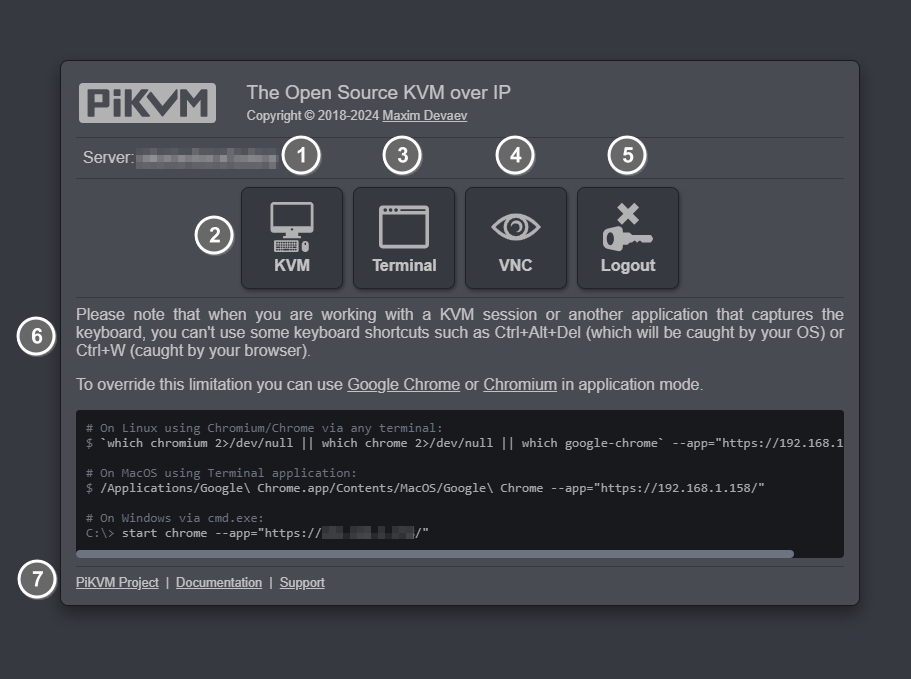 PiKVM
The Open Source KVM over IP
Copyright © 2018-2024 Maxim Devaev
Server:
1
3
4
5
2
KVM
Terminal
VNC
Logout
6
Please note that when you are working with a KVM session or another application that captures the
keyboard, you can't use some keyboard shortcuts such as Ctrl+Alt+Del (which will be caught by your OS) or
Ctrl+W (caught by your browser).
To override this limitation you can use Google Chrome or Chromium in application mode.
# On Linux using Chromium/Chrome via any terminal:
$ `which chromium 2>/dev/null || which chrome 2>/dev/null || which google-chrome` --app="https://192.168.1
# On MacOS using Terminal application:
$ /Applications/Google\ Chrome.app/Contents/MacOS/Google\ Chrome --app="https://192.168.1.158/"
# On Windows via cmd.exe:
C:\> start chrome --app="https:///"
7
PiKVM Project | Documentation | Support